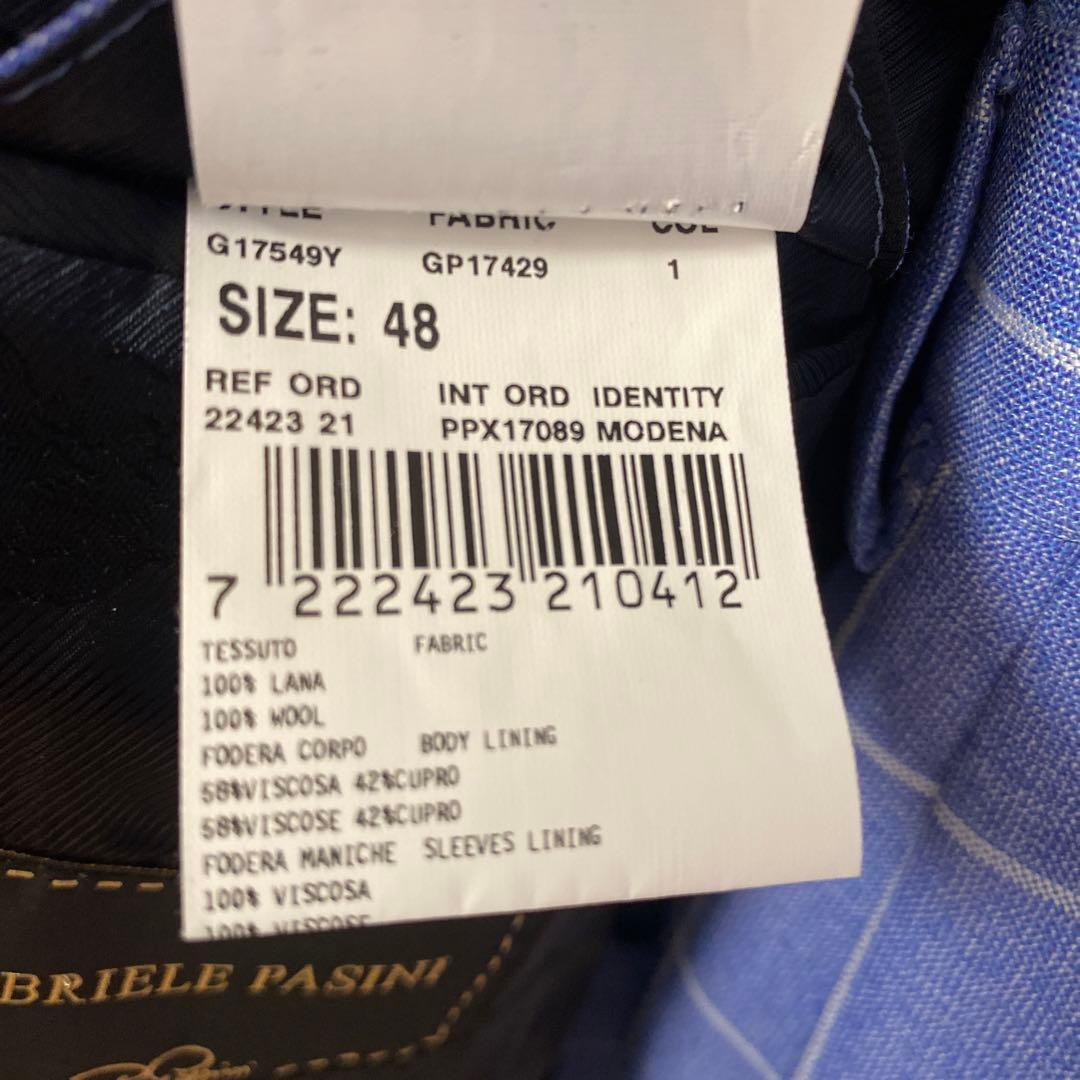 FABRIC
G17549Y GP17429 1
SIZE: 48
REF ORD INT ORD IDENTITY
22423 21 PPX17089 MODENA
7 222423 210412
TESSUTO FABRIC
100% LANA
100% WOOL
FODERA CORPO BODY LINING
58%VISCOSA 42%CUPRO
58%VISCOSE 42%CUPRO
FODERA MANICHE SLEEVES LINING
100% VISCOSA
100% VISCOSE
BRIELE PASINI